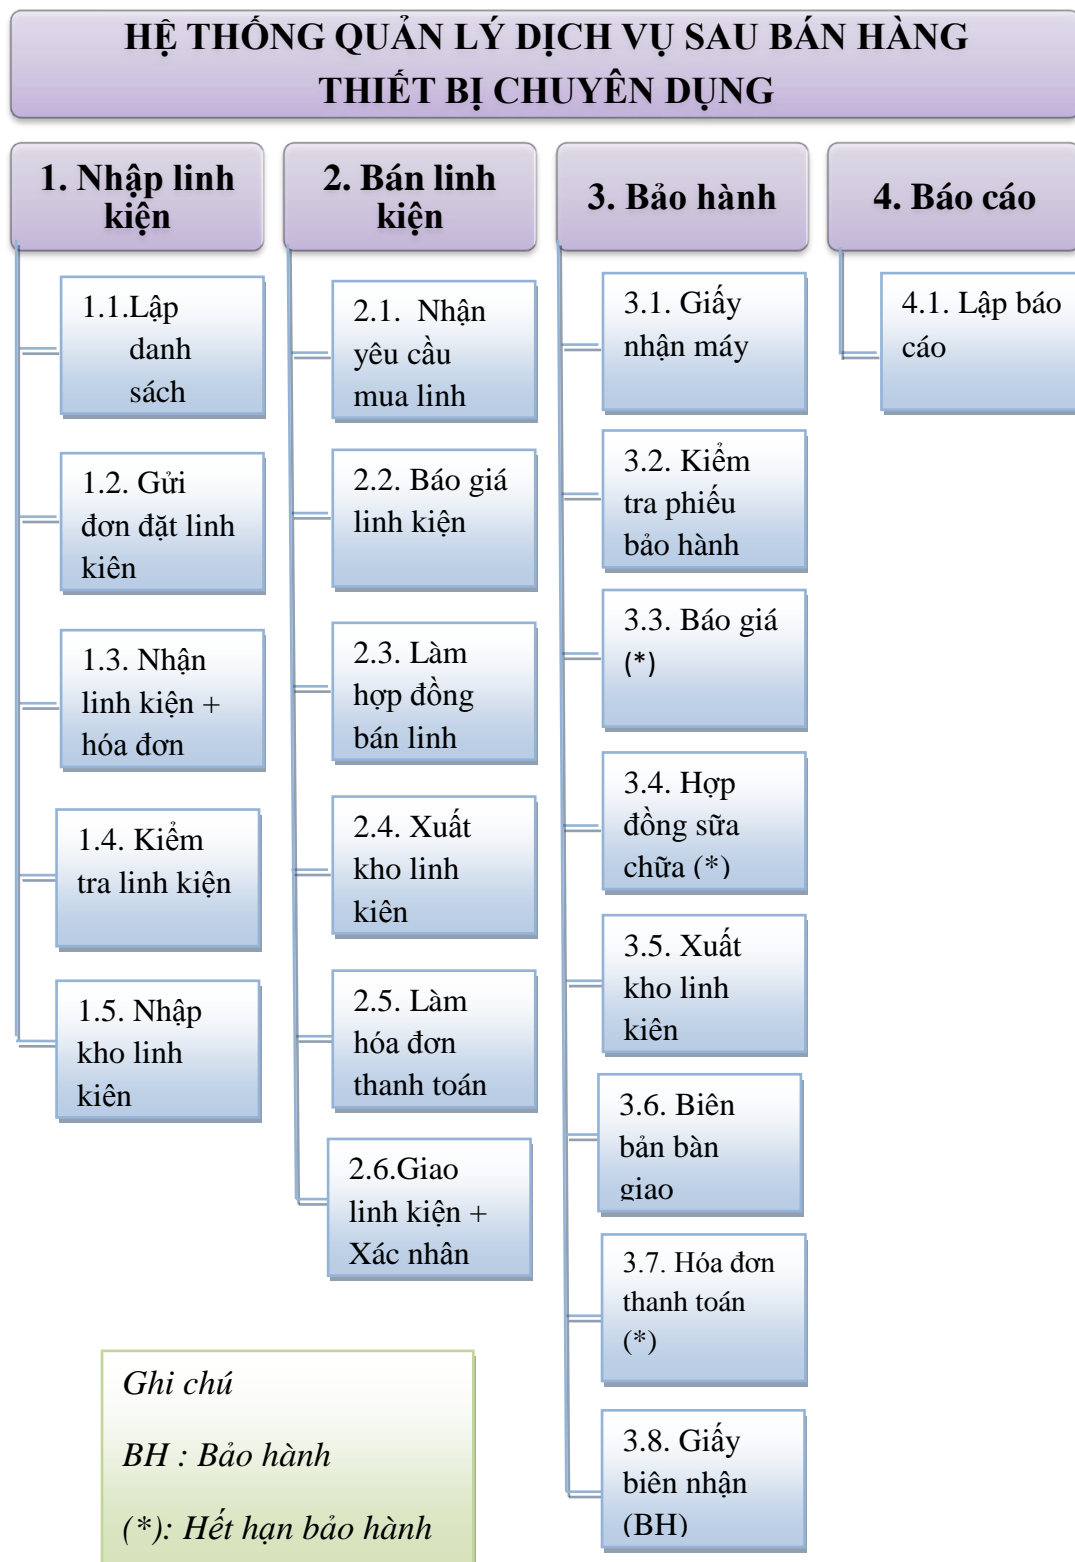 HỆ THỐNG QUẢN LÝ DỊCH VỤ SAU BÁN HÀNG
THIẾT BỊ CHUYÊN DỤNG
1. Nhập linh
kiện
2. Bán linh
kiện
3. Bảo hành
4. Báo cáo
1.1.Lập
danh
sách
1.2. Gửi
đơn đặt linh
kiên
1.3. Nhận
linh kiện +
hóa đơn
1.4. Kiểm
tra linh kiện
1.5. Nhập
kho linh
kiên
2.1. Nhận
yêu cầu
mua linh
2.2. Báo giá
linh kiện
2.3. Làm
hợp đồng
bán linh
2.4. Xuất
kho linh
kiên
2.5. Làm
hóa đơn
thanh toán
2.6.Giao
linh kiện +
Xác nhân
3.1. Giấy
nhận máy
3.2. Kiểm
tra phiếu
bảo hành
3.3. Báo giá
(*)
3.4. Hợp
đồng sữa
chữa (*)
3.5. Xuất
kho linh
kiên
3.6. Biên
bản bàn
giao
3.7. Hóa đơn
thanh toán
(*)
3.8. Giấy
biên nhận
(BH)
4.1. Lập báo
cáo
Ghi chú
BH : Bảo hành
(*): Hết hạn bảo hành